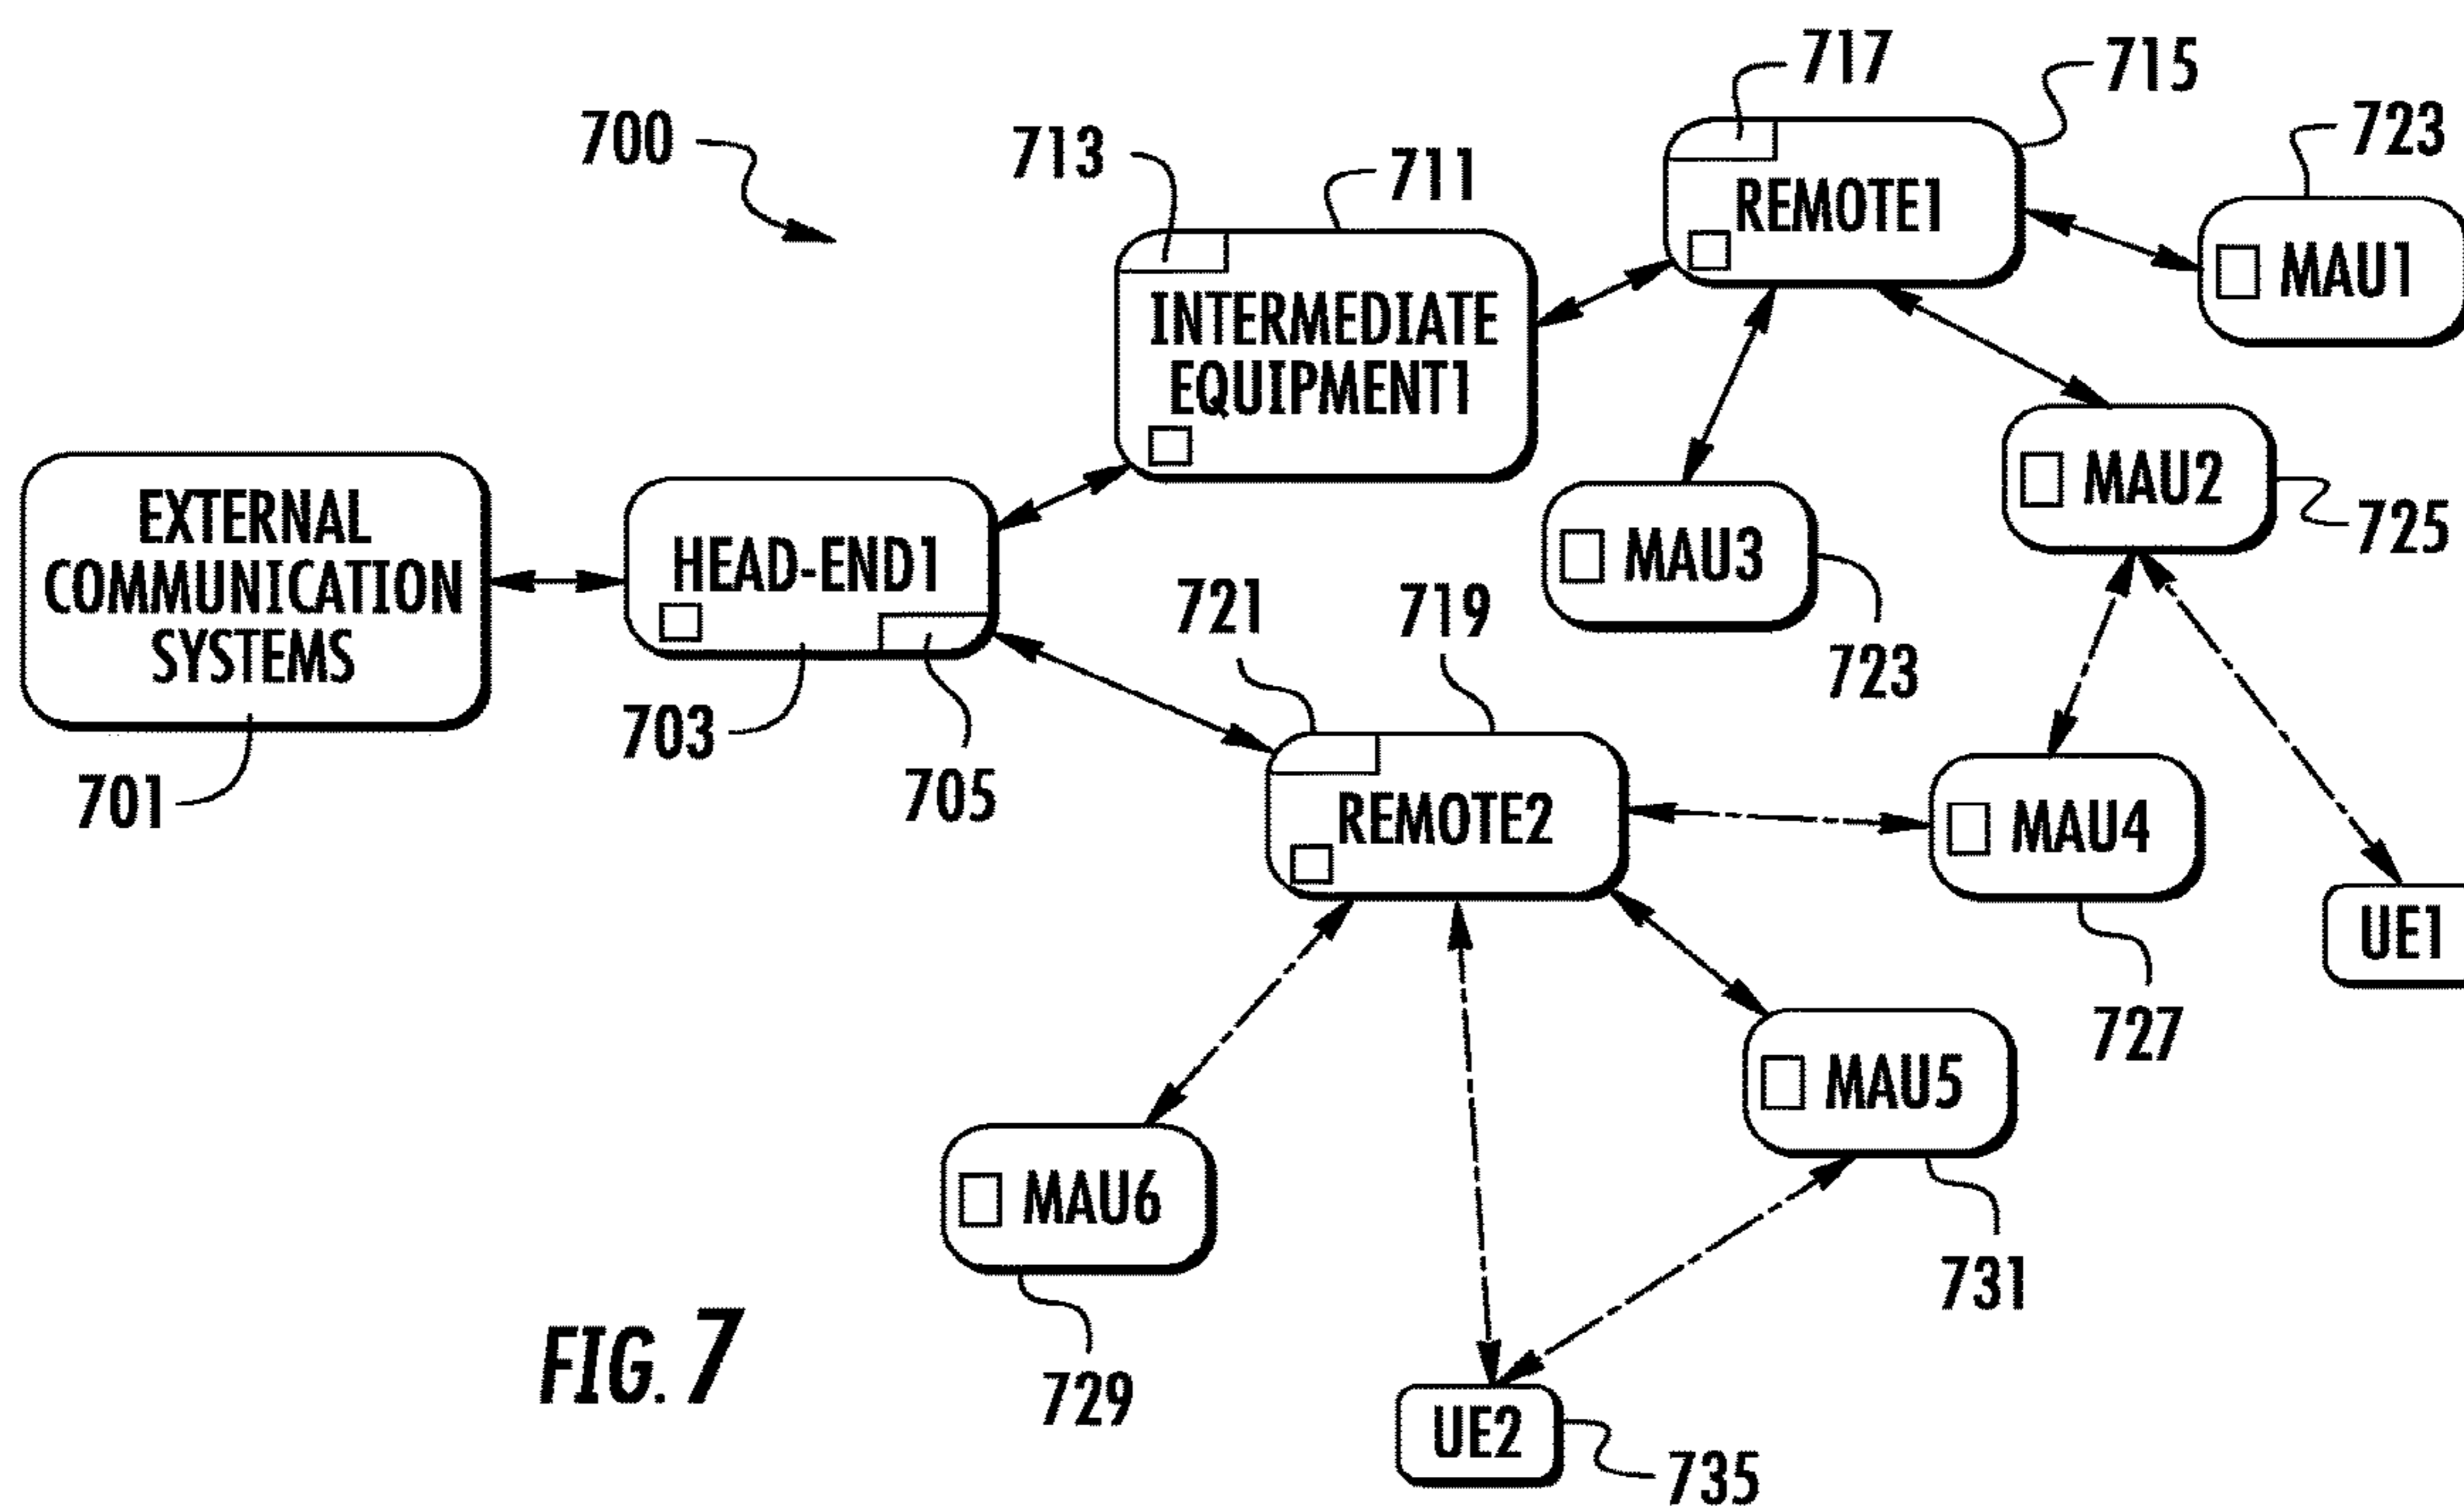 717
715
700
713
711
723
REMOTE1
MAU1
INTERMEDIATE
EQUIPMENT1
MAU2
725
EXTERNAL
COMMUNICATION
SYSTEMS
HEAD-END1
MAU3
721
719
723
703
705
701
REMOTE2
MAU4
UE1
727
MAU5
MAU6
731
729
FIG. 7
UE2
735